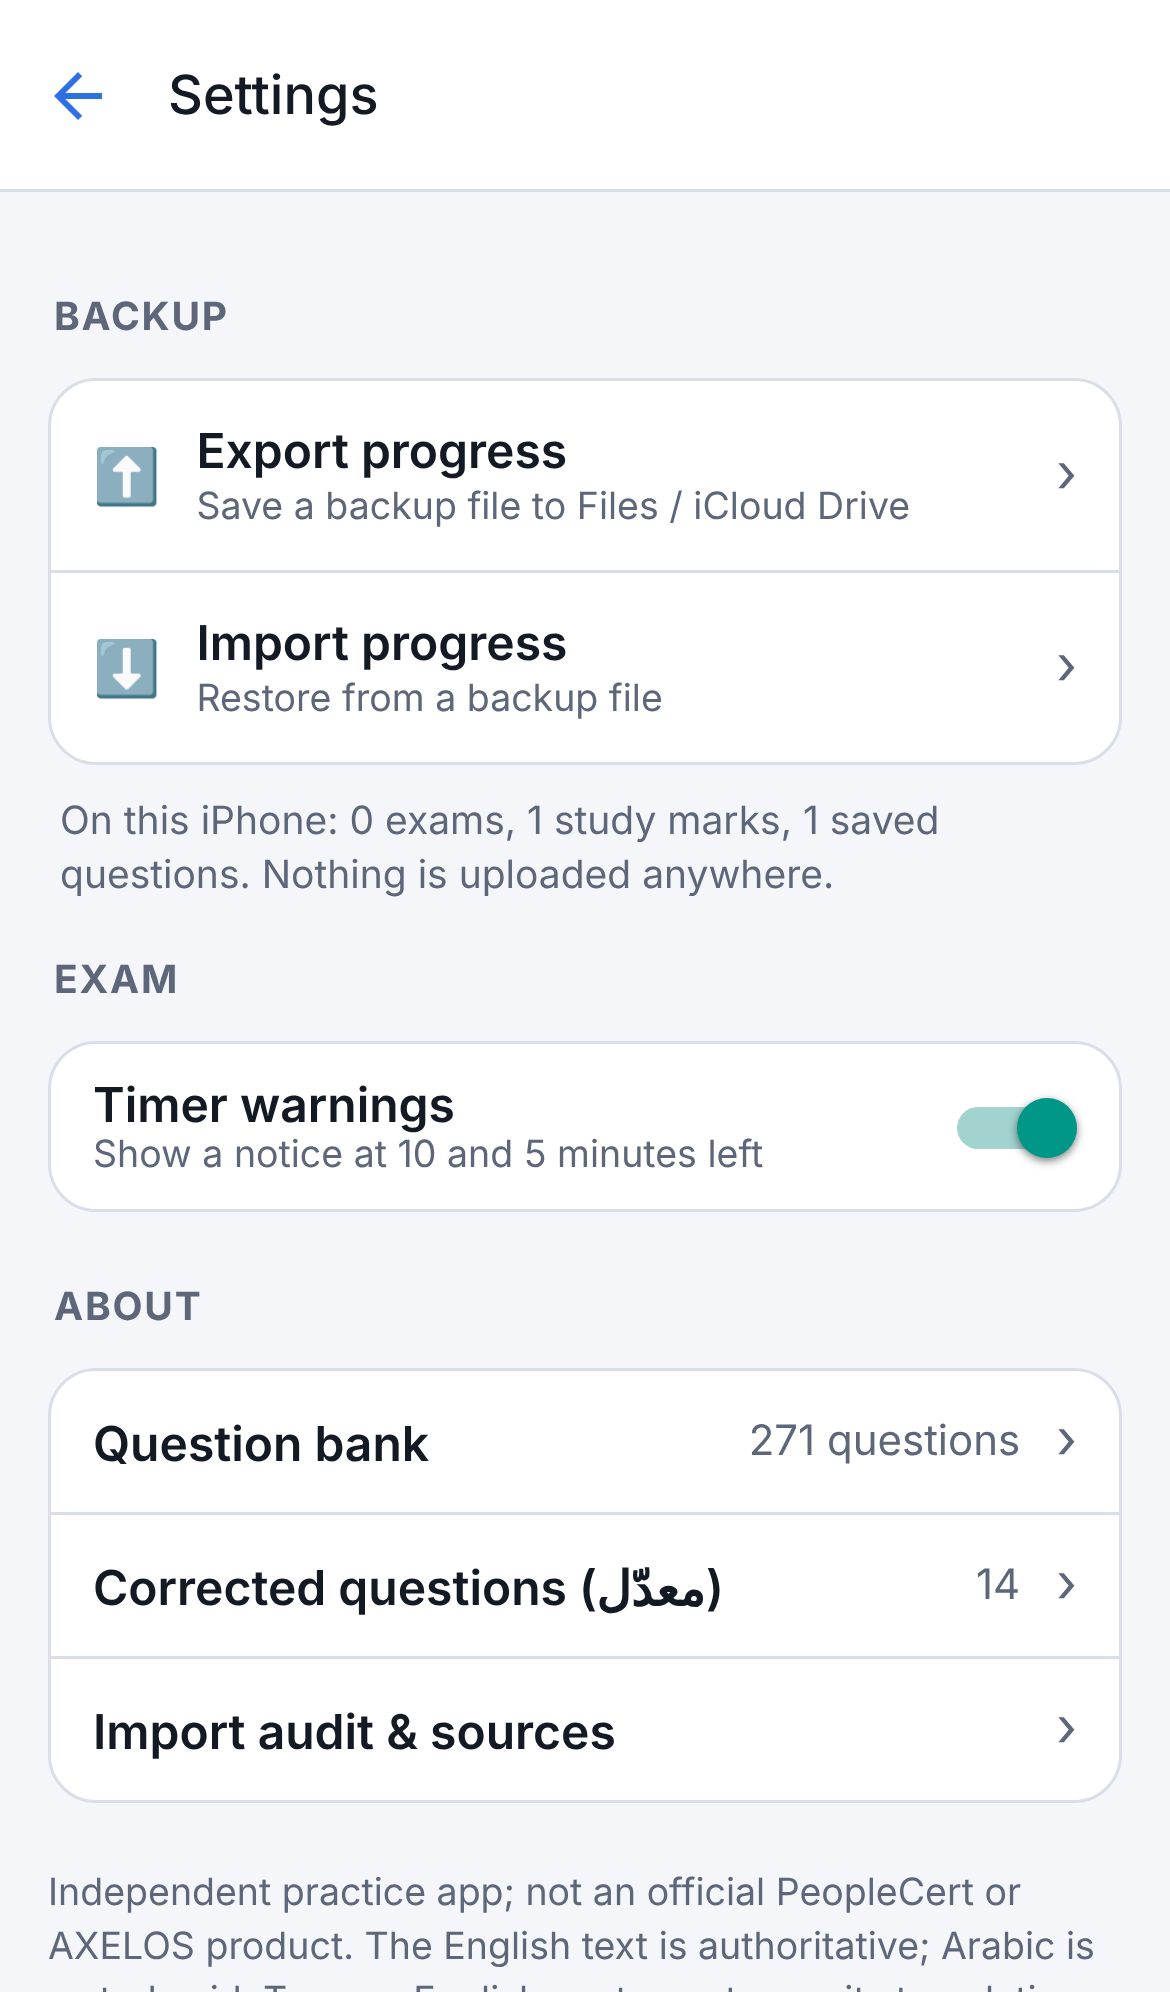 Settings
BACKUP
Export progress
Save a backup file to Files / iCloud Drive
Import progress
Restore from a backup file
On this iPhone: 0 exams, 1 study marks, 1 saved
questions. Nothing is uploaded anywhere.
EXAM
Timer warnings
Show a notice at 10 and 5 minutes left
ABOUT
Question bank 271 questions
Corrected questions (معدّل) 14
Import audit & sources
Independent practice app; not an official PeopleCert or
AXELOS product. The English text is authoritative; Arabic is